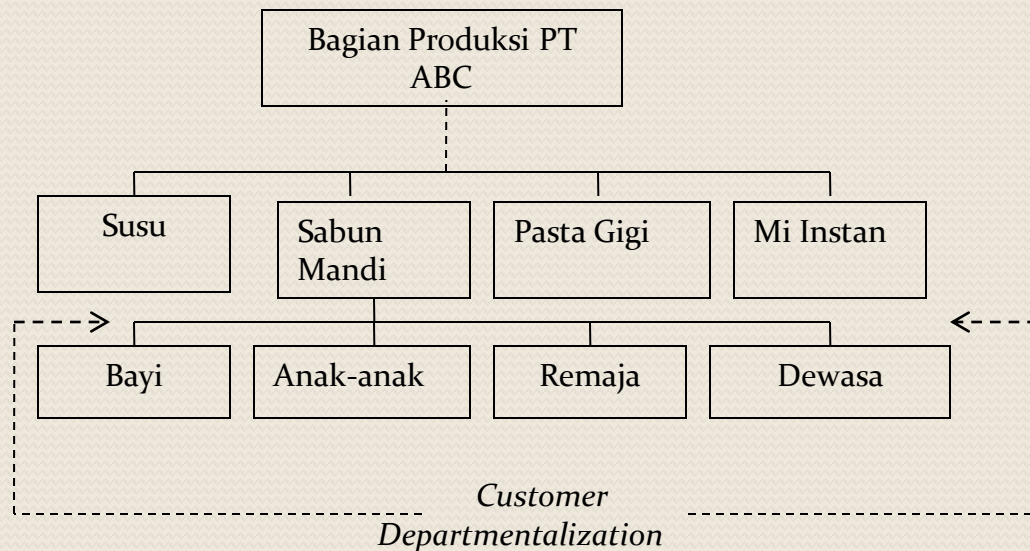 Bagian Produksi PT
ABC
Susu
Sabun
Mandi
Pasta Gigi
Mi Instan
Bayi
Anak-anak
Remaja
Dewasa
Customer
Departmentalization